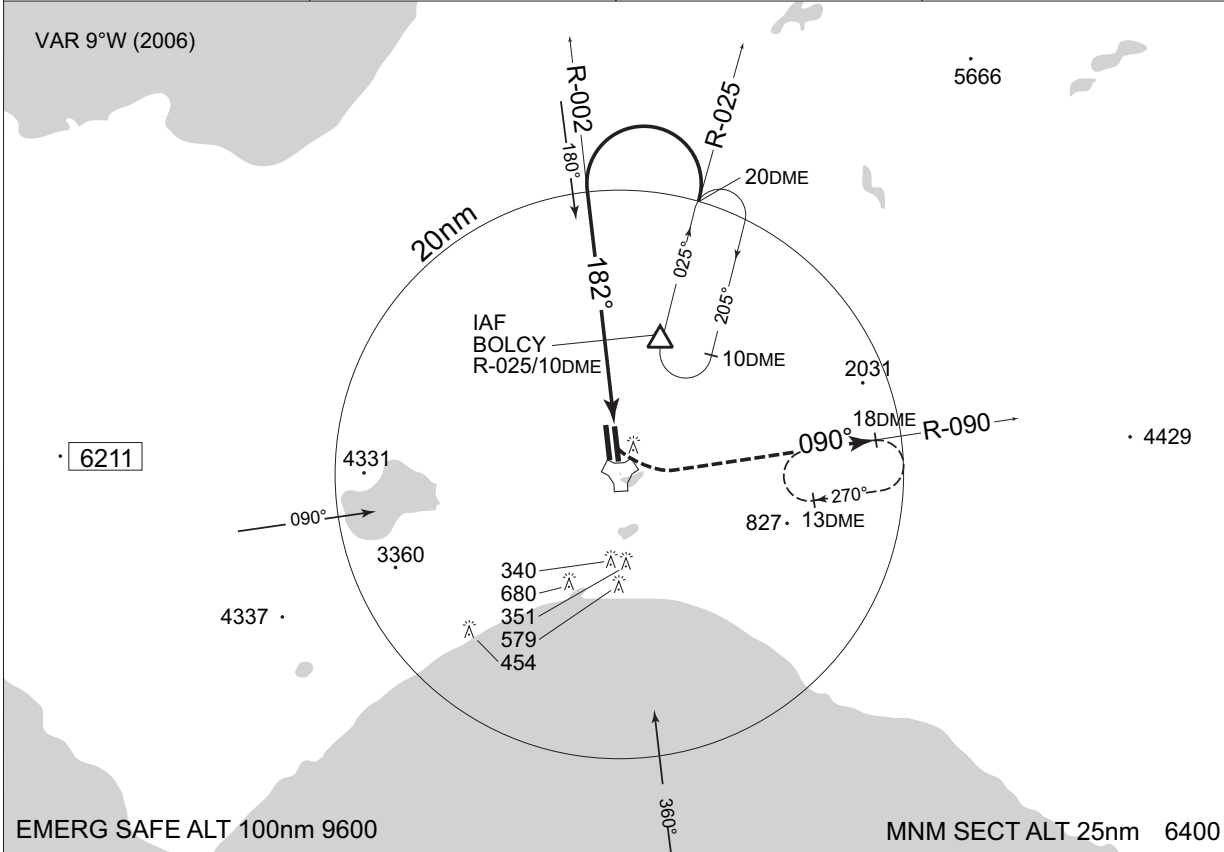 VAR 9°W (2006)
5666
R-002
180°
R-025
20DME
20nm
025°
205°
182°
IAF
BOLCY
R-025/10DME
10DME
2031
18DME
090°
R-090
4429
6211
4331
270°
13DME
827
090°
3360
340
680
351
579
454
4337
360°
EMERG SAFE ALT 100nm 9600
MNM SECT ALT 25nm 6400